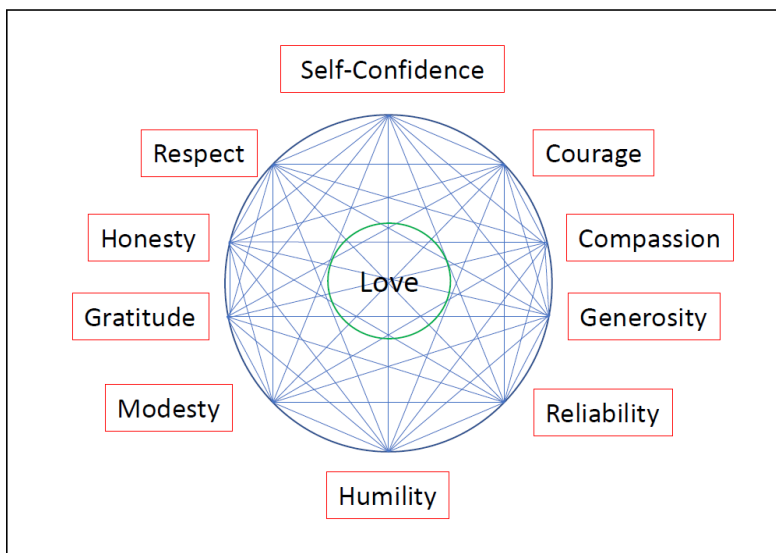 Self-Confidence
Respect
Courage
Honesty
Compassion
Love
Gratitude
Generosity
Modesty
Reliability
Humility